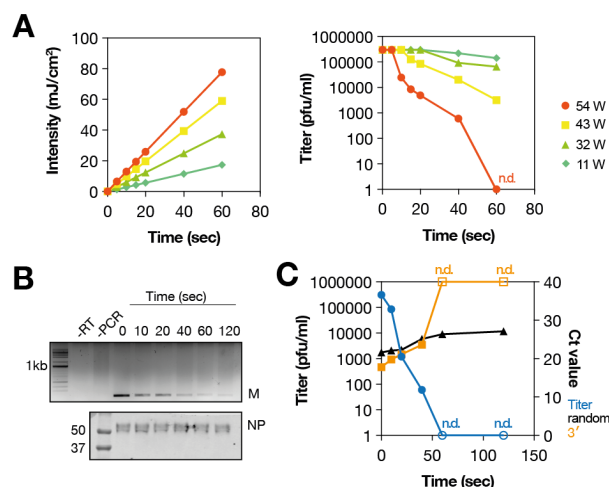 A
Intensity (mJ/cm²)
100
80
60
40
20
0
0 20 40 60 80
Time (sec)
Titer (pfu/ml)
1000000
100000
10000
1000
100
10
1
n.d.
0 20 40 60 80
Time (sec)
54 W
43 W
32 W
11 W
B
Time (sec)
-RT -PCR 0 10 20 40 60 120
1kb
M
NP
50
37
C
n.d. n.d.
Titer (pfu/ml)
1000000
100000
10000
1000
100
10
1
n.d. n.d.
0 50 100 150
Time (sec)
40
30
20
10
0
Ct value
Titer
random
3′